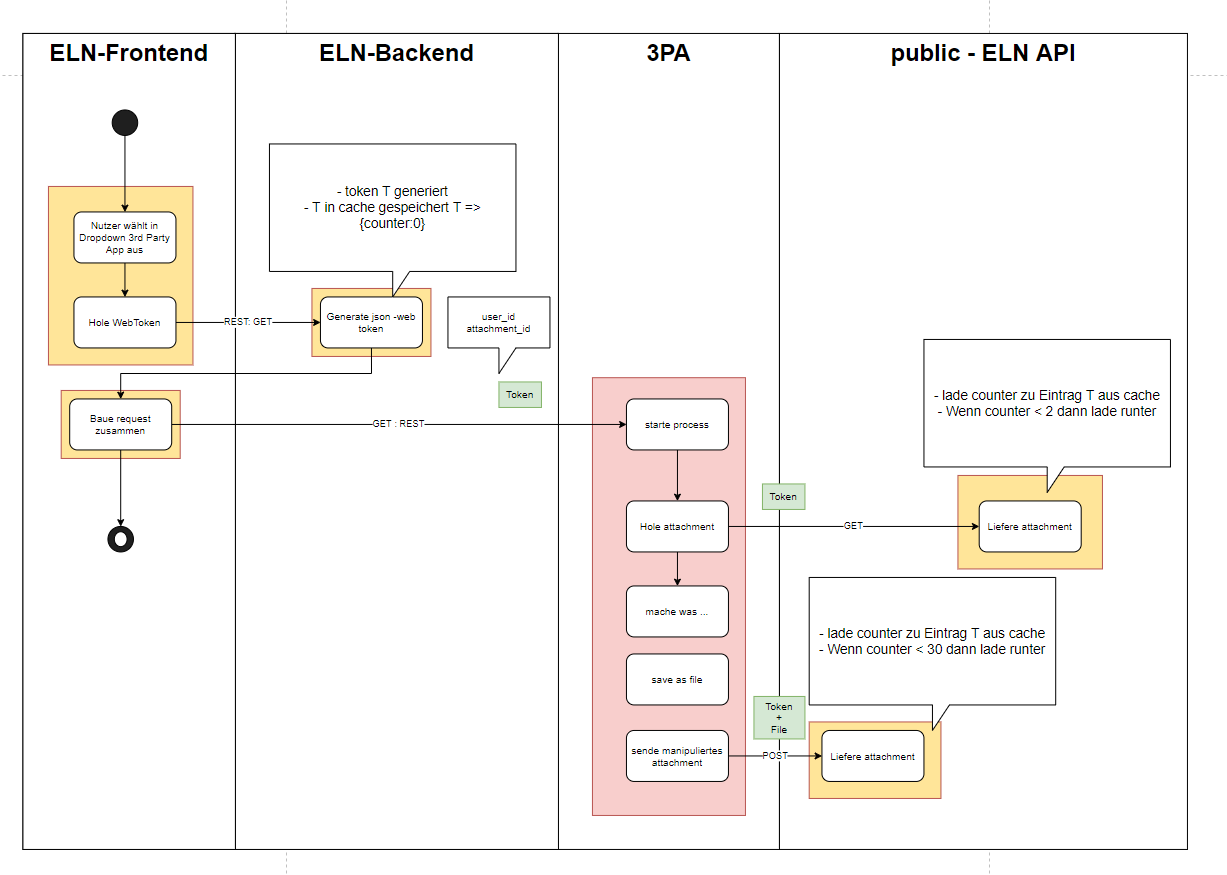 ELN-Frontend
ELN-Backend
3PA
public - ELN API
- token T generiert
- T in cache gespeichert T =>
{counter:0}
Nutzer wählt in
Dropdown 3rd Party
App aus
Hole WebToken
REST: GET
Generate json -web
token
user_id
attachment_id
Token
Baue request
zusammen
GET : REST
starte process
- lade counter zu Eintrag T aus cache
- Wenn counter < 2 dann lade runter
Hole attachment
Token
GET
Liefere attachment
mache was ...
- lade counter zu Eintrag T aus cache
- Wenn counter < 30 dann lade runter
save as file
Token
+
File
sende manipuliertes
attachment
POST
Liefere attachment